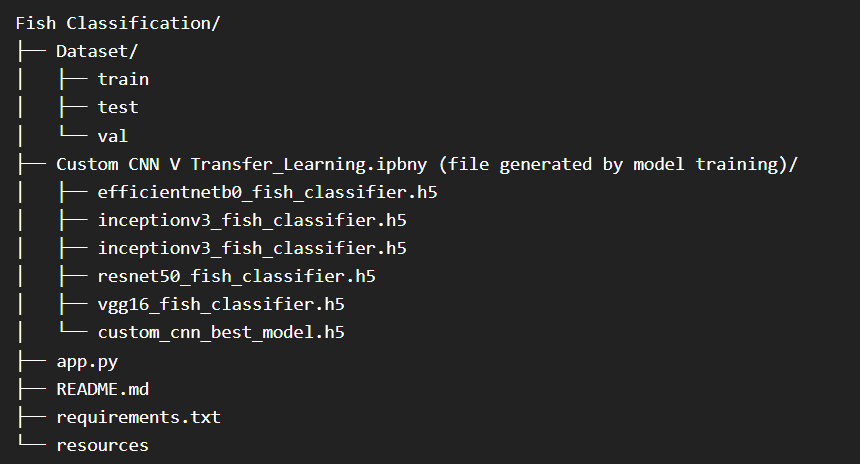 Fish Classification/
├── Dataset/
│   ├── train
│   ├── test
│   └── val
├── Custom CNN V Transfer_Learning.ipbny (file generated by model training)/
│   ├── efficientnetb0_fish_classifier.h5
│   ├── inceptionv3_fish_classifier.h5
│   ├── inceptionv3_fish_classifier.h5
│   ├── resnet50_fish_classifier.h5
│   ├── vgg16_fish_classifier.h5
│   └── custom_cnn_best_model.h5
├── app.py
├── README.md
├── requirements.txt
└── resources